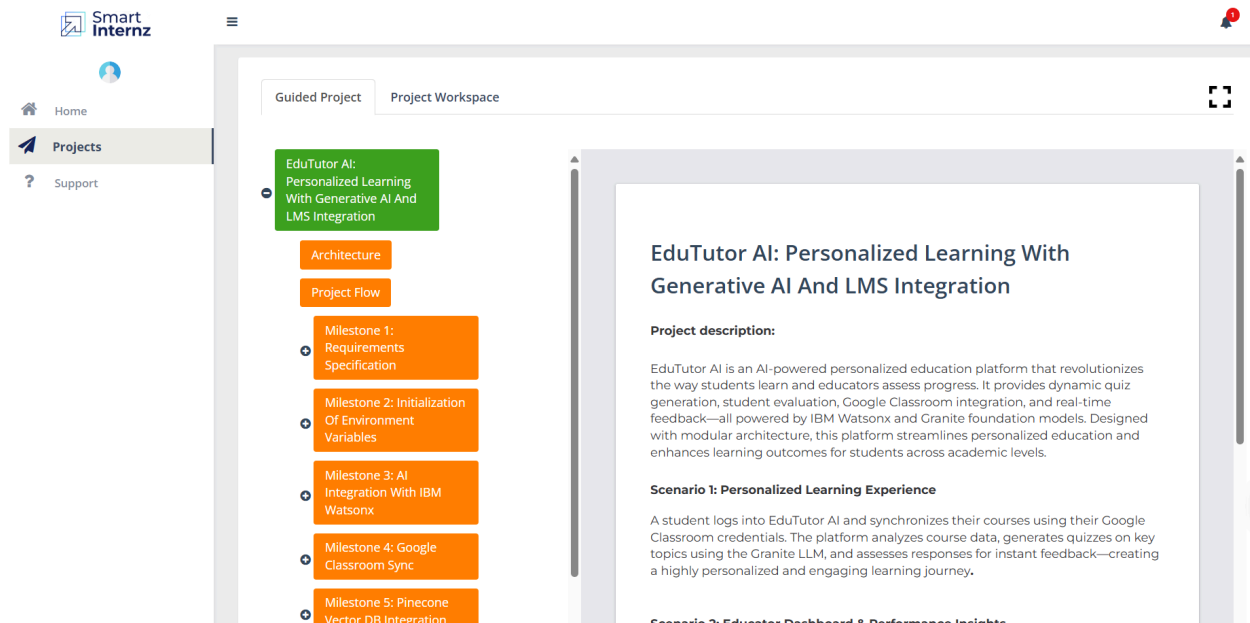 Smart
Internz
1
Home
Projects
Support
Guided Project
Project Workspace
EduTutor AI:
Personalized Learning
With Generative AI And
LMS Integration
Architecture
Project Flow
Milestone 1:
Requirements
Specification
Milestone 2: Initialization
Of Environment
Variables
Milestone 3: AI
Integration With IBM
Watsonx
Milestone 4: Google
Classroom Sync
Milestone 5: Pinecone
Vector DB Integration
EduTutor AI: Personalized Learning With
Generative AI And LMS Integration
Project description:
EduTutor AI is an AI-powered personalized education platform that revolutionizes
the way students learn and educators assess progress. It provides dynamic quiz
generation, student evaluation, Google Classroom integration, and real-time
feedback—all powered by IBM Watsonx and Granite foundation models. Designed
with modular architecture, this platform streamlines personalized education and
enhances learning outcomes for students across academic levels.
Scenario 1: Personalized Learning Experience
A student logs into EduTutor AI and synchronizes their courses using their Google
Classroom credentials. The platform analyzes course data, generates quizzes on key
topics using the Granite LLM, and assesses responses for instant feedback—creating
a highly personalized and engaging learning journey.
Scenario 2: Educator Dashboard & Performance Insights